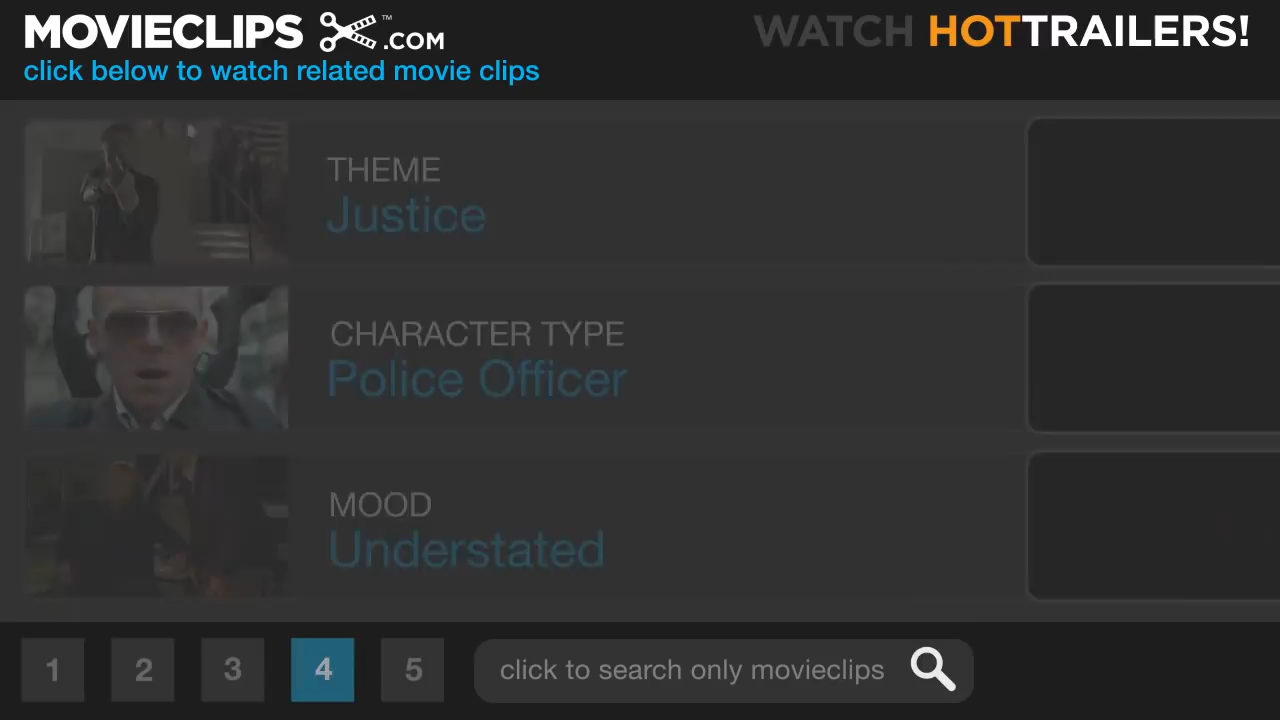 MOVIECLIPS ™.COM
WATCH HOTTRAILERS!
click below to watch related movie clips
THEME
Justice
CHARACTER TYPE
Police Officer
MOOD
Understated
1 2 3 4 5
click to search only movieclips